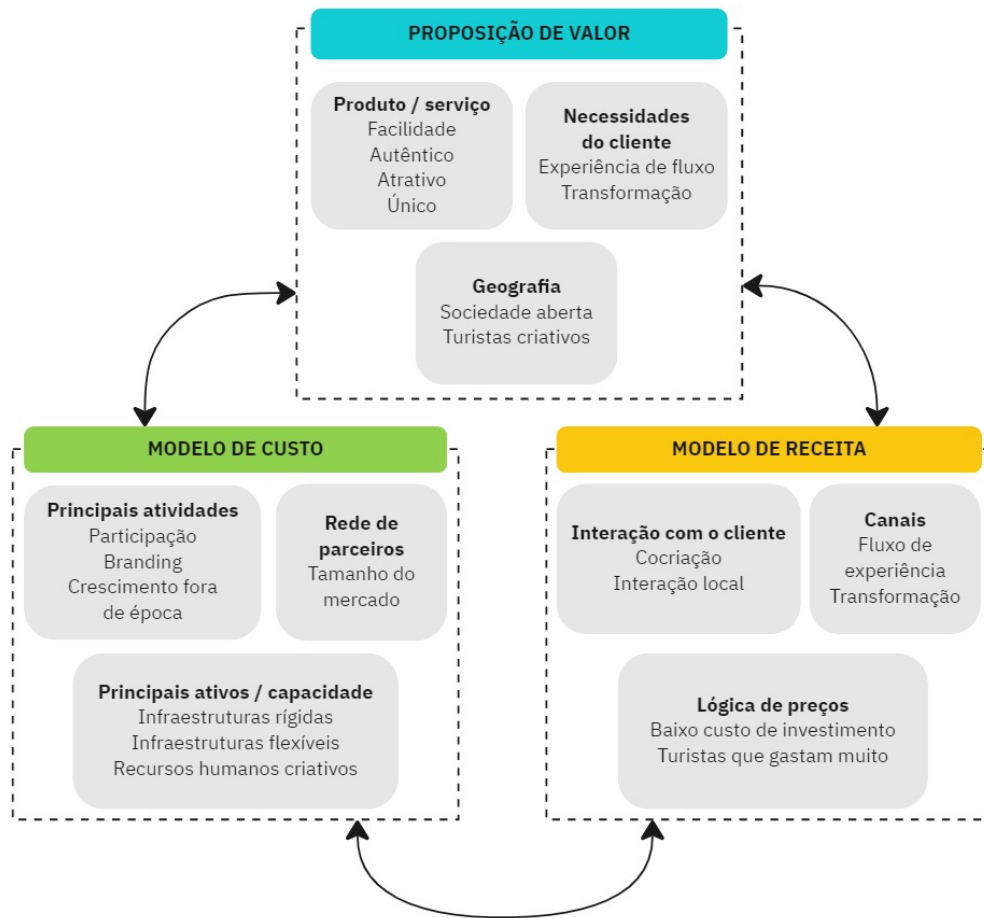 PROPOSIÇÃO DE VALOR
Produto / serviço
Facilidade
Autêntico
Atrativo
Único
Necessidades
do cliente
Experiência de fluxo
Transformação
Geografia
Sociedade aberta
Turistas criativos
MODELO DE CUSTO
Principais atividades
Participação
Branding
Crescimento fora
de época
Rede de
parceiros
Tamanho do
mercado
Principais ativos / capacidade
Infraestruturas rígidas
Infraestruturas flexíveis
Recursos humanos criativos
MODELO DE RECEITA
Interação com o cliente
Cocriação
Interação local
Canais
Fluxo de
experiência
Transformação
Lógica de preços
Baixo custo de investimento
Turistas que gastam muito